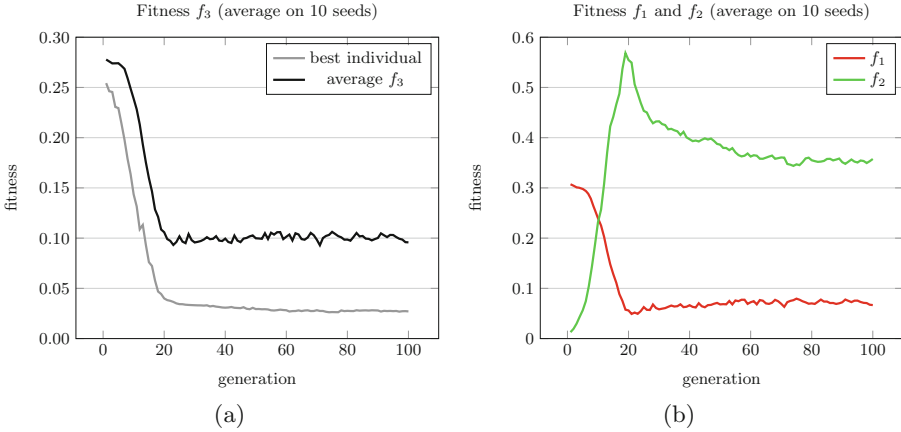 Fitness f₃ (average on 10 seeds)
0.30
0.25
0.20
0.15
0.10
0.05
0.00
fitness
best individual
average f₃
0 20 40 60 80 100
generation
(a)
Fitness f₁ and f₂ (average on 10 seeds)
0.6
0.5
0.4
0.3
0.2
0.1
0
fitness
f₁
f₂
0 20 40 60 80 100
generation
(b)